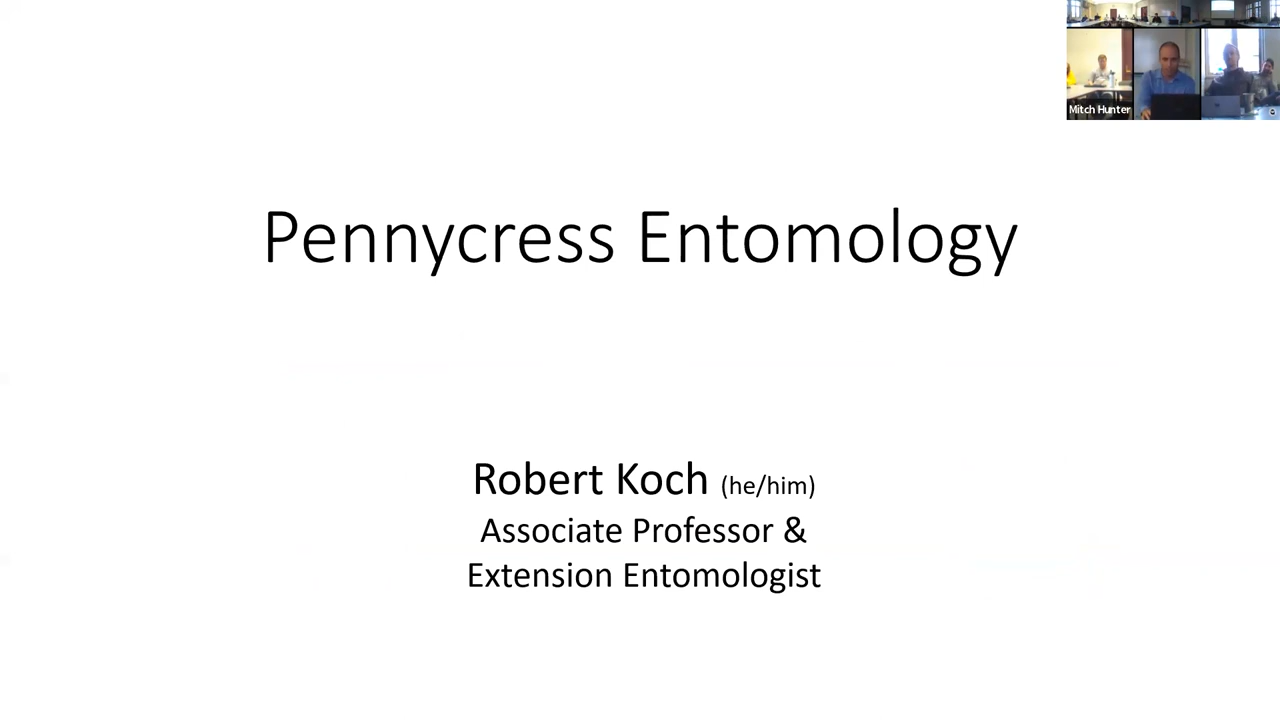 Mitch Hunter
Pennycress Entomology
Robert Koch (he/him)
Associate Professor &
Extension Entomologist